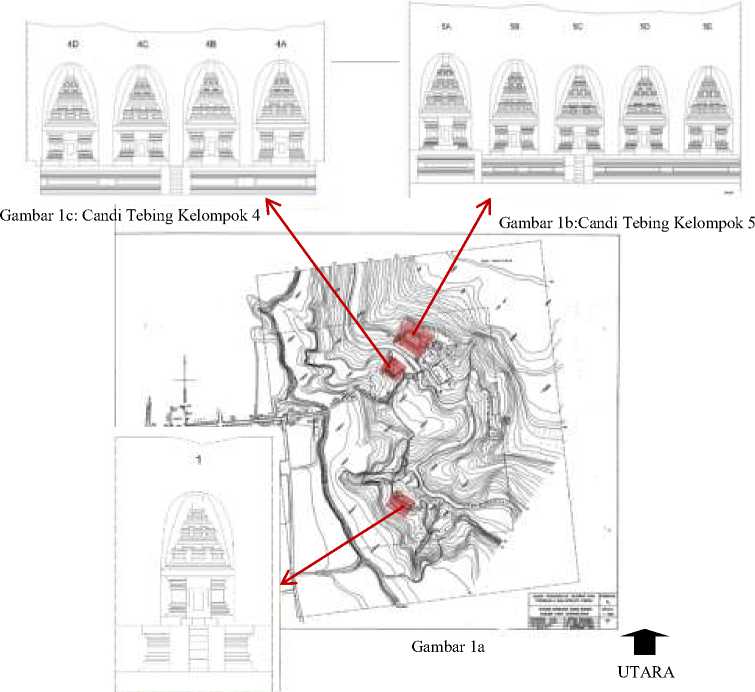 4D 4C 4B 4A
5A 5B 5C 5D 5E
Gambar 1c: Candi Tebing Kelompok 4
Gambar 1b:Candi Tebing Kelompok 5
1
Gambar 1a
UTARA